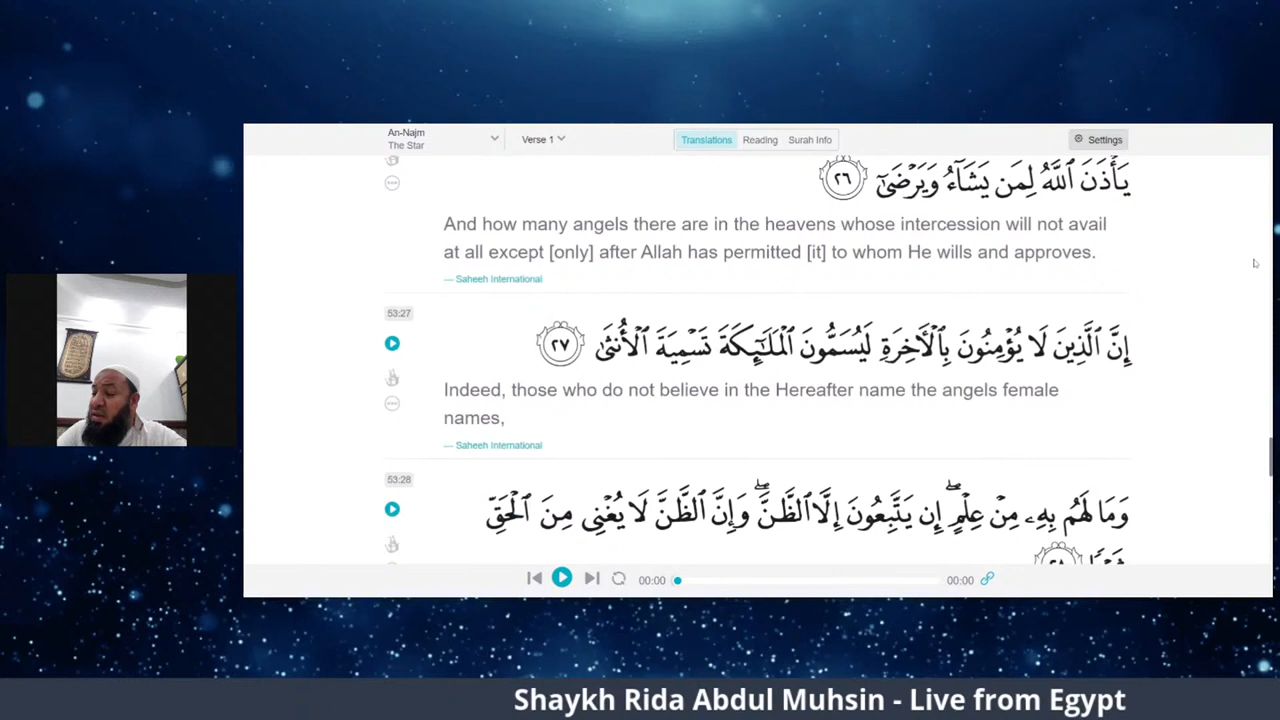 An-Najm
The Star
Verse 1
Translations
Reading
Surah Info
Settings
يَأْذَنَ ٱللَّهُ لِمَن يَشَآءُ وَيَرْضَىٰٓ ٢٦
And how many angels there are in the heavens whose intercession will not avail
at all except [only] after Allah has permitted [it] to whom He wills and approves.
— Saheeh International
53:27
إِنَّ ٱلَّذِينَ لَا يُؤْمِنُونَ بِٱلْـَٔاخِرَةِ لَيُسَمُّونَ ٱلْمَلَـٰٓئِكَةَ تَسْمِيَةَ ٱلْأُنثَىٰ ٢٧
Indeed, those who do not believe in the Hereafter name the angels female
names,
— Saheeh International
53:28
وَمَا لَهُم بِهِۦ مِنْ عِلْمٍ ۖ إِن يَتَّبِعُونَ إِلَّا ٱلظَّنَّ ۖ وَإِنَّ ٱلظَّنَّ لَا يُغْنِى مِنَ ٱلْحَقِّ
00:00
00:00
Shaykh Rida Abdul Muhsin - Live from Egypt